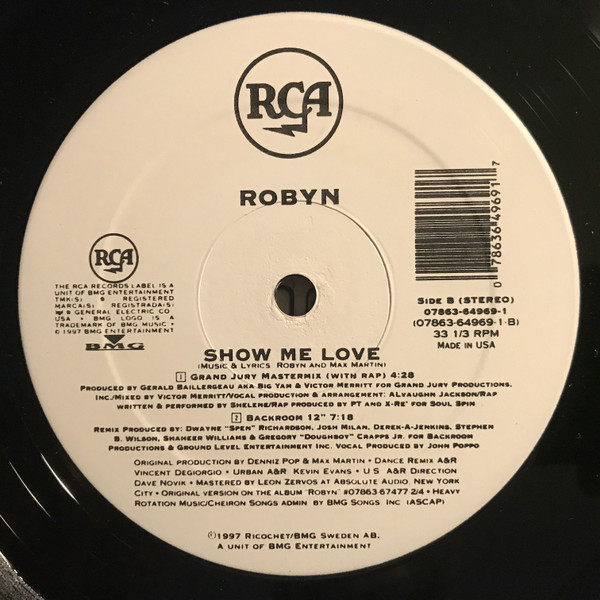 RCA
ROBYN
0 78636 49691 7
RCA
THE RCA RECORDS LABEL IS A
UNIT OF BMG ENTERTAINMENT
TMK(S) ® REGISTERED
MARCA(S) REGISTRADA(S)
® GENERAL ELECTRIC CO.
USA • BMG LOGO IS A
TRADEMARK OF BMG MUSIC •
© 1997 BMG ENTERTAINMENT
BMG
SIDE B (STEREO)
07863-64969-1
(07863-64969-1-B)
33 1/3 RPM
MADE IN USA
SHOW ME LOVE
(MUSIC & LYRICS ROBYN AND MAX MARTIN)
1 GRAND JURY MASTERMIX (WITH RAP) 4:28
PRODUCED BY GERALD BAILLERGEAU AKA BIG YAM & VICTOR MERRITT FOR GRAND JURY PRODUCTIONS,
INC./MIXED BY VICTOR MERRITT/VOCAL PRODUCTION & ARRANGEMENT: ALVAUGHN JACKSON/RAP
WRITTEN & PERFORMED BY SHELENE/RAP PRODUCED BY PT AND X-RE' FOR SOUL SPIN
2 BACKROOM 12" 7:18
REMIX PRODUCED BY: DWAYNE "SPEN" RICHARDSON, JOSH MILAN, DEREK-A-JENKINS, STEPHEN
B. WILSON, SHAHEER WILLIAMS & GREGORY "DOUGHBOY" CRAPPS JR. FOR BACKROOM
PRODUCTIONS & GROUND LEVEL ENTERTAINMENT INC. VOCAL PRODUCED BY JOHN POPPO
ORIGINAL PRODUCTION BY DENNIZ POP & MAX MARTIN • DANCE REMIX A&R
VINCENT DEGIORGIO • URBAN A&R KEVIN EVANS • U S A&R DIRECTION
DAVE NOVIK • MASTERED BY LEON ZERVOS AT ABSOLUTE AUDIO, NEW YORK
CITY • ORIGINAL VERSION ON THE ALBUM "ROBYN" #07863 67477 2/4 • HEAVY
ROTATION MUSIC/CHEIRON SONGS ADMIN BY BMG SONGS INC (ASCAP)
℗1997 RICOCHET/BMG SWEDEN AB.
A UNIT OF BMG ENTERTAINMENT